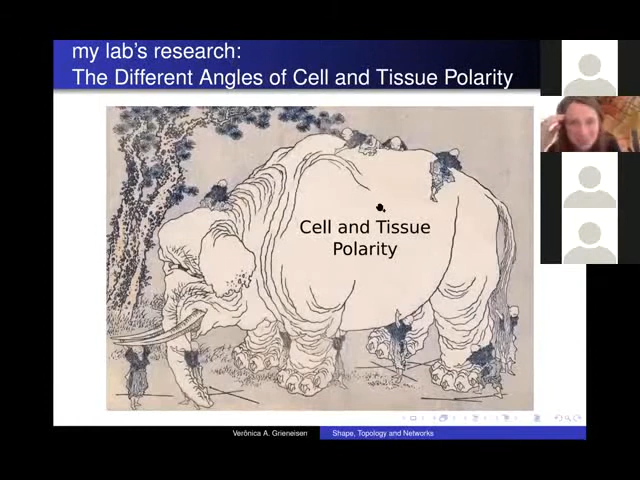 my lab's research:
The Different Angles of Cell and Tissue Polarity
Cell and Tissue
Polarity
Verônica A. Grieneisen
Shape, Topology and Networks